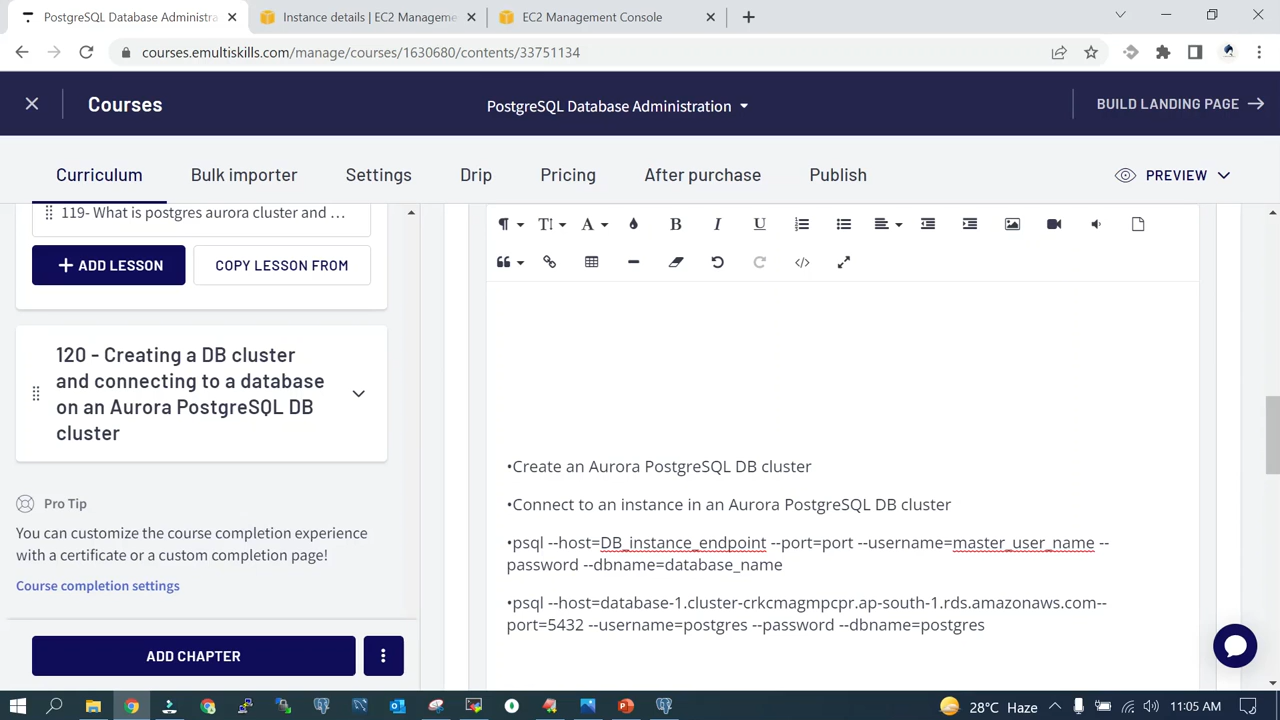 PostgreSQL Database Administra
Instance details | EC2 Manageme
EC2 Management Console
courses.emultiskills.com/manage/courses/1630680/contents/33751134
Courses
PostgreSQL Database Administration
BUILD LANDING PAGE
Curriculum
Bulk importer
Settings
Drip
Pricing
After purchase
Publish
PREVIEW
119- What is postgres aurora cluster and ...
+ ADD LESSON
COPY LESSON FROM
120 - Creating a DB cluster
and connecting to a database
on an Aurora PostgreSQL DB
cluster
Pro Tip
You can customize the course completion experience
with a certificate or a custom completion page!
Course completion settings
ADD CHAPTER
•Create an Aurora PostgreSQL DB cluster
•Connect to an instance in an Aurora PostgreSQL DB cluster
•psql --host=DB_instance_endpoint --port=port --username=master_user_name --
password --dbname=database_name
•psql --host=database-1.cluster-crkcmagmpcpr.ap-south-1.rds.amazonaws.com--
port=5432 --username=postgres --password --dbname=postgres
28°C Haze
11:05 AM